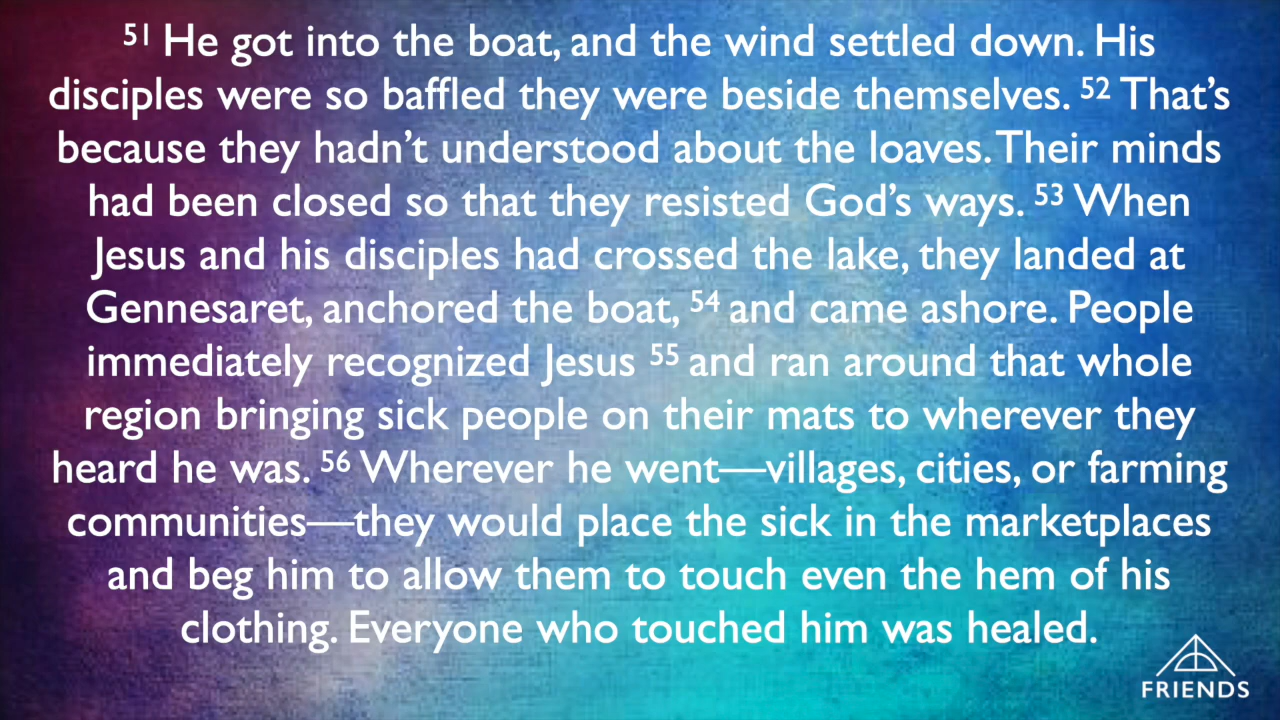 51 He got into the boat, and the wind settled down. His
disciples were so baffled they were beside themselves. 52 That’s
because they hadn’t understood about the loaves. Their minds
had been closed so that they resisted God’s ways. 53 When
Jesus and his disciples had crossed the lake, they landed at
Gennesaret, anchored the boat, 54 and came ashore. People
immediately recognized Jesus 55 and ran around that whole
region bringing sick people on their mats to wherever they
heard he was. 56 Wherever he went—villages, cities, or farming
communities—they would place the sick in the marketplaces
and beg him to allow them to touch even the hem of his
clothing. Everyone who touched him was healed.
FRIENDS